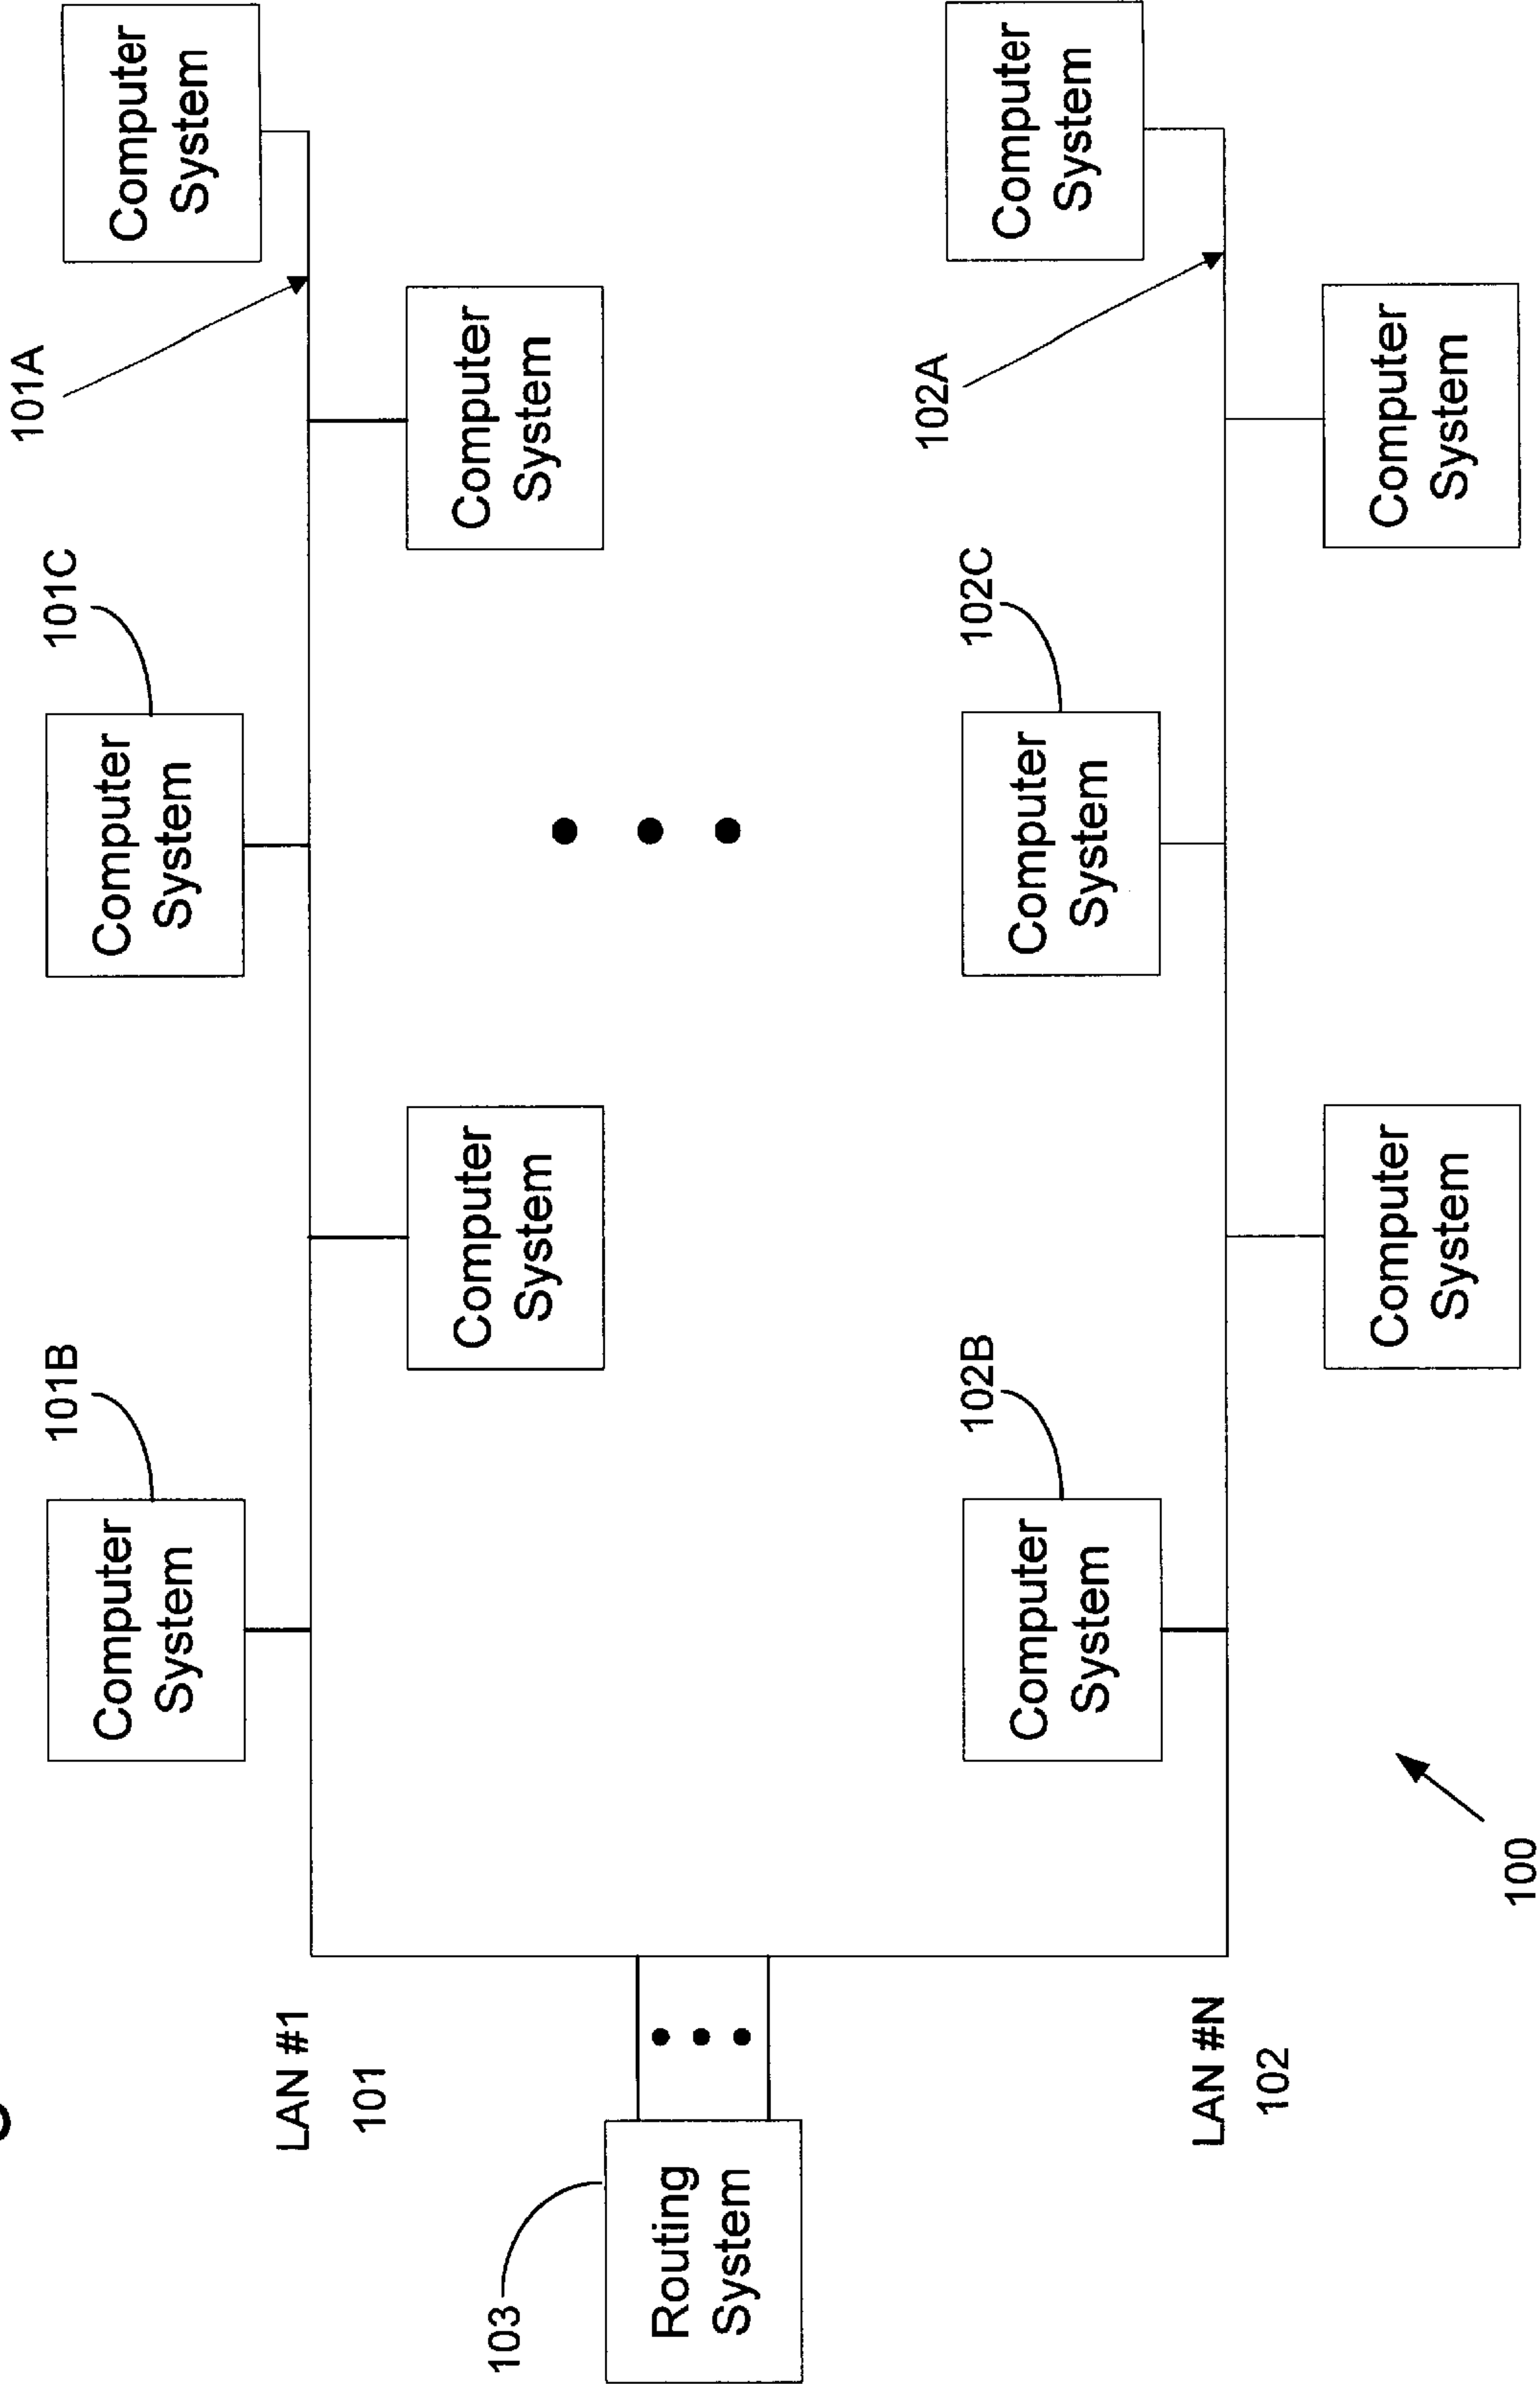 LAN #1
101
101B
Computer
System
101C
Computer
System
101A
Computer
System
Computer
System
Computer
System
103
Routing
System
LAN #N
102
102B
Computer
System
102C
Computer
System
102A
Computer
System
Computer
System
Computer
System
100